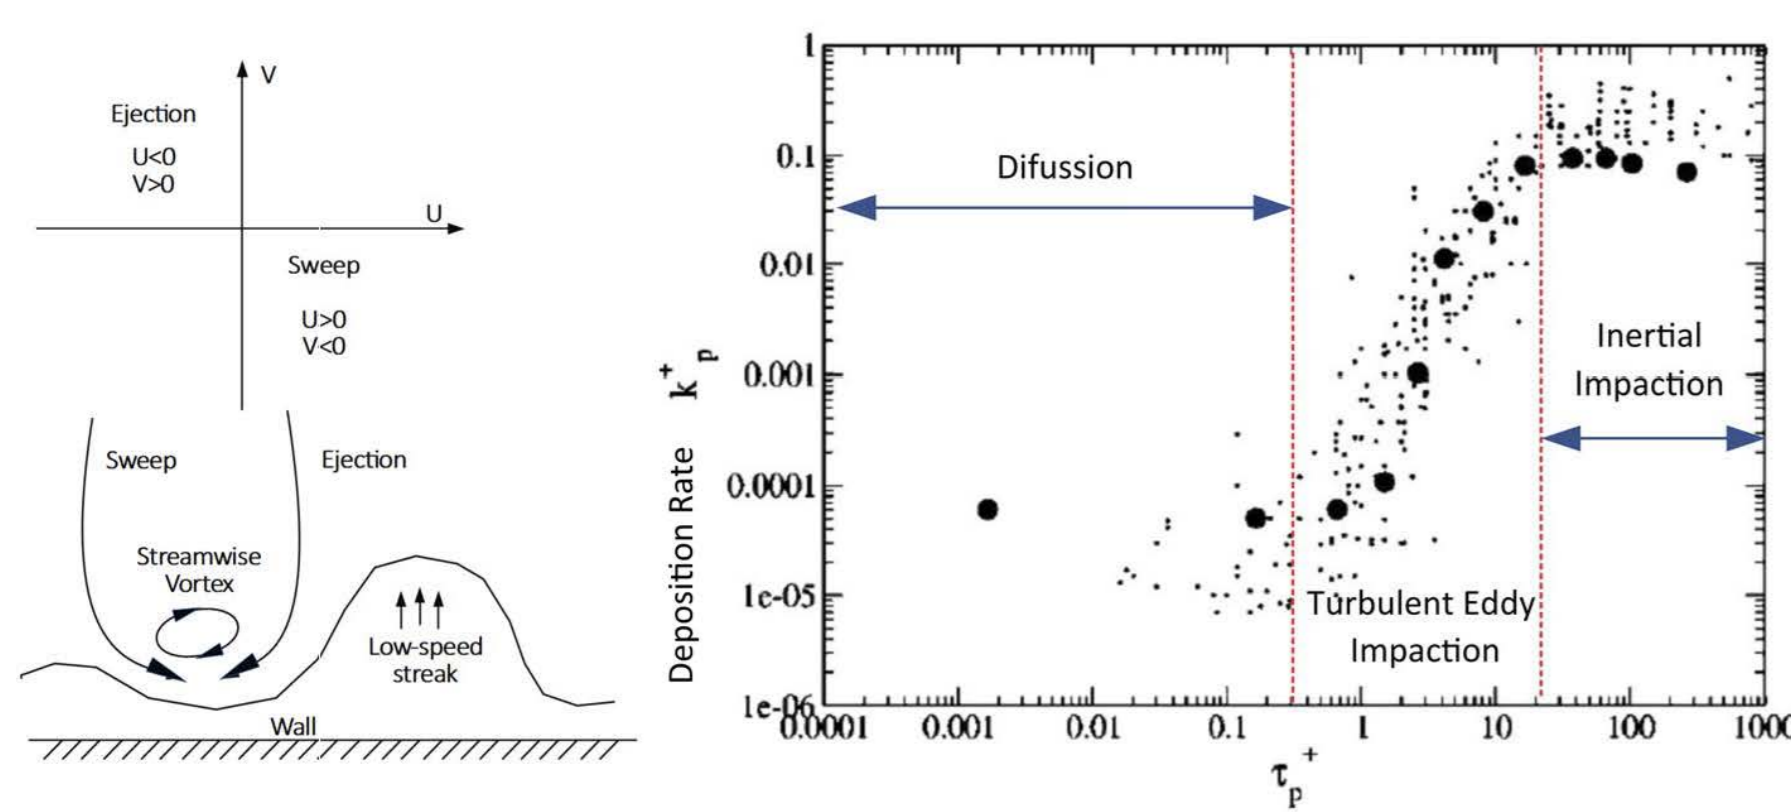 V
Ejection
U<0
V>0
U
Sweep
U>0
V<0
Sweep
Ejection
Streamwise
Vortex
Low-speed
streak
Wall
Deposition Rate k+p
1
0.1
0.01
0.001
0.0001
1e-05
1e-06
Difussion
Inertial
Impaction
Turbulent Eddy
Impaction
0.0001
0.001
0.01
0.1
1
10
100
1000
τp+